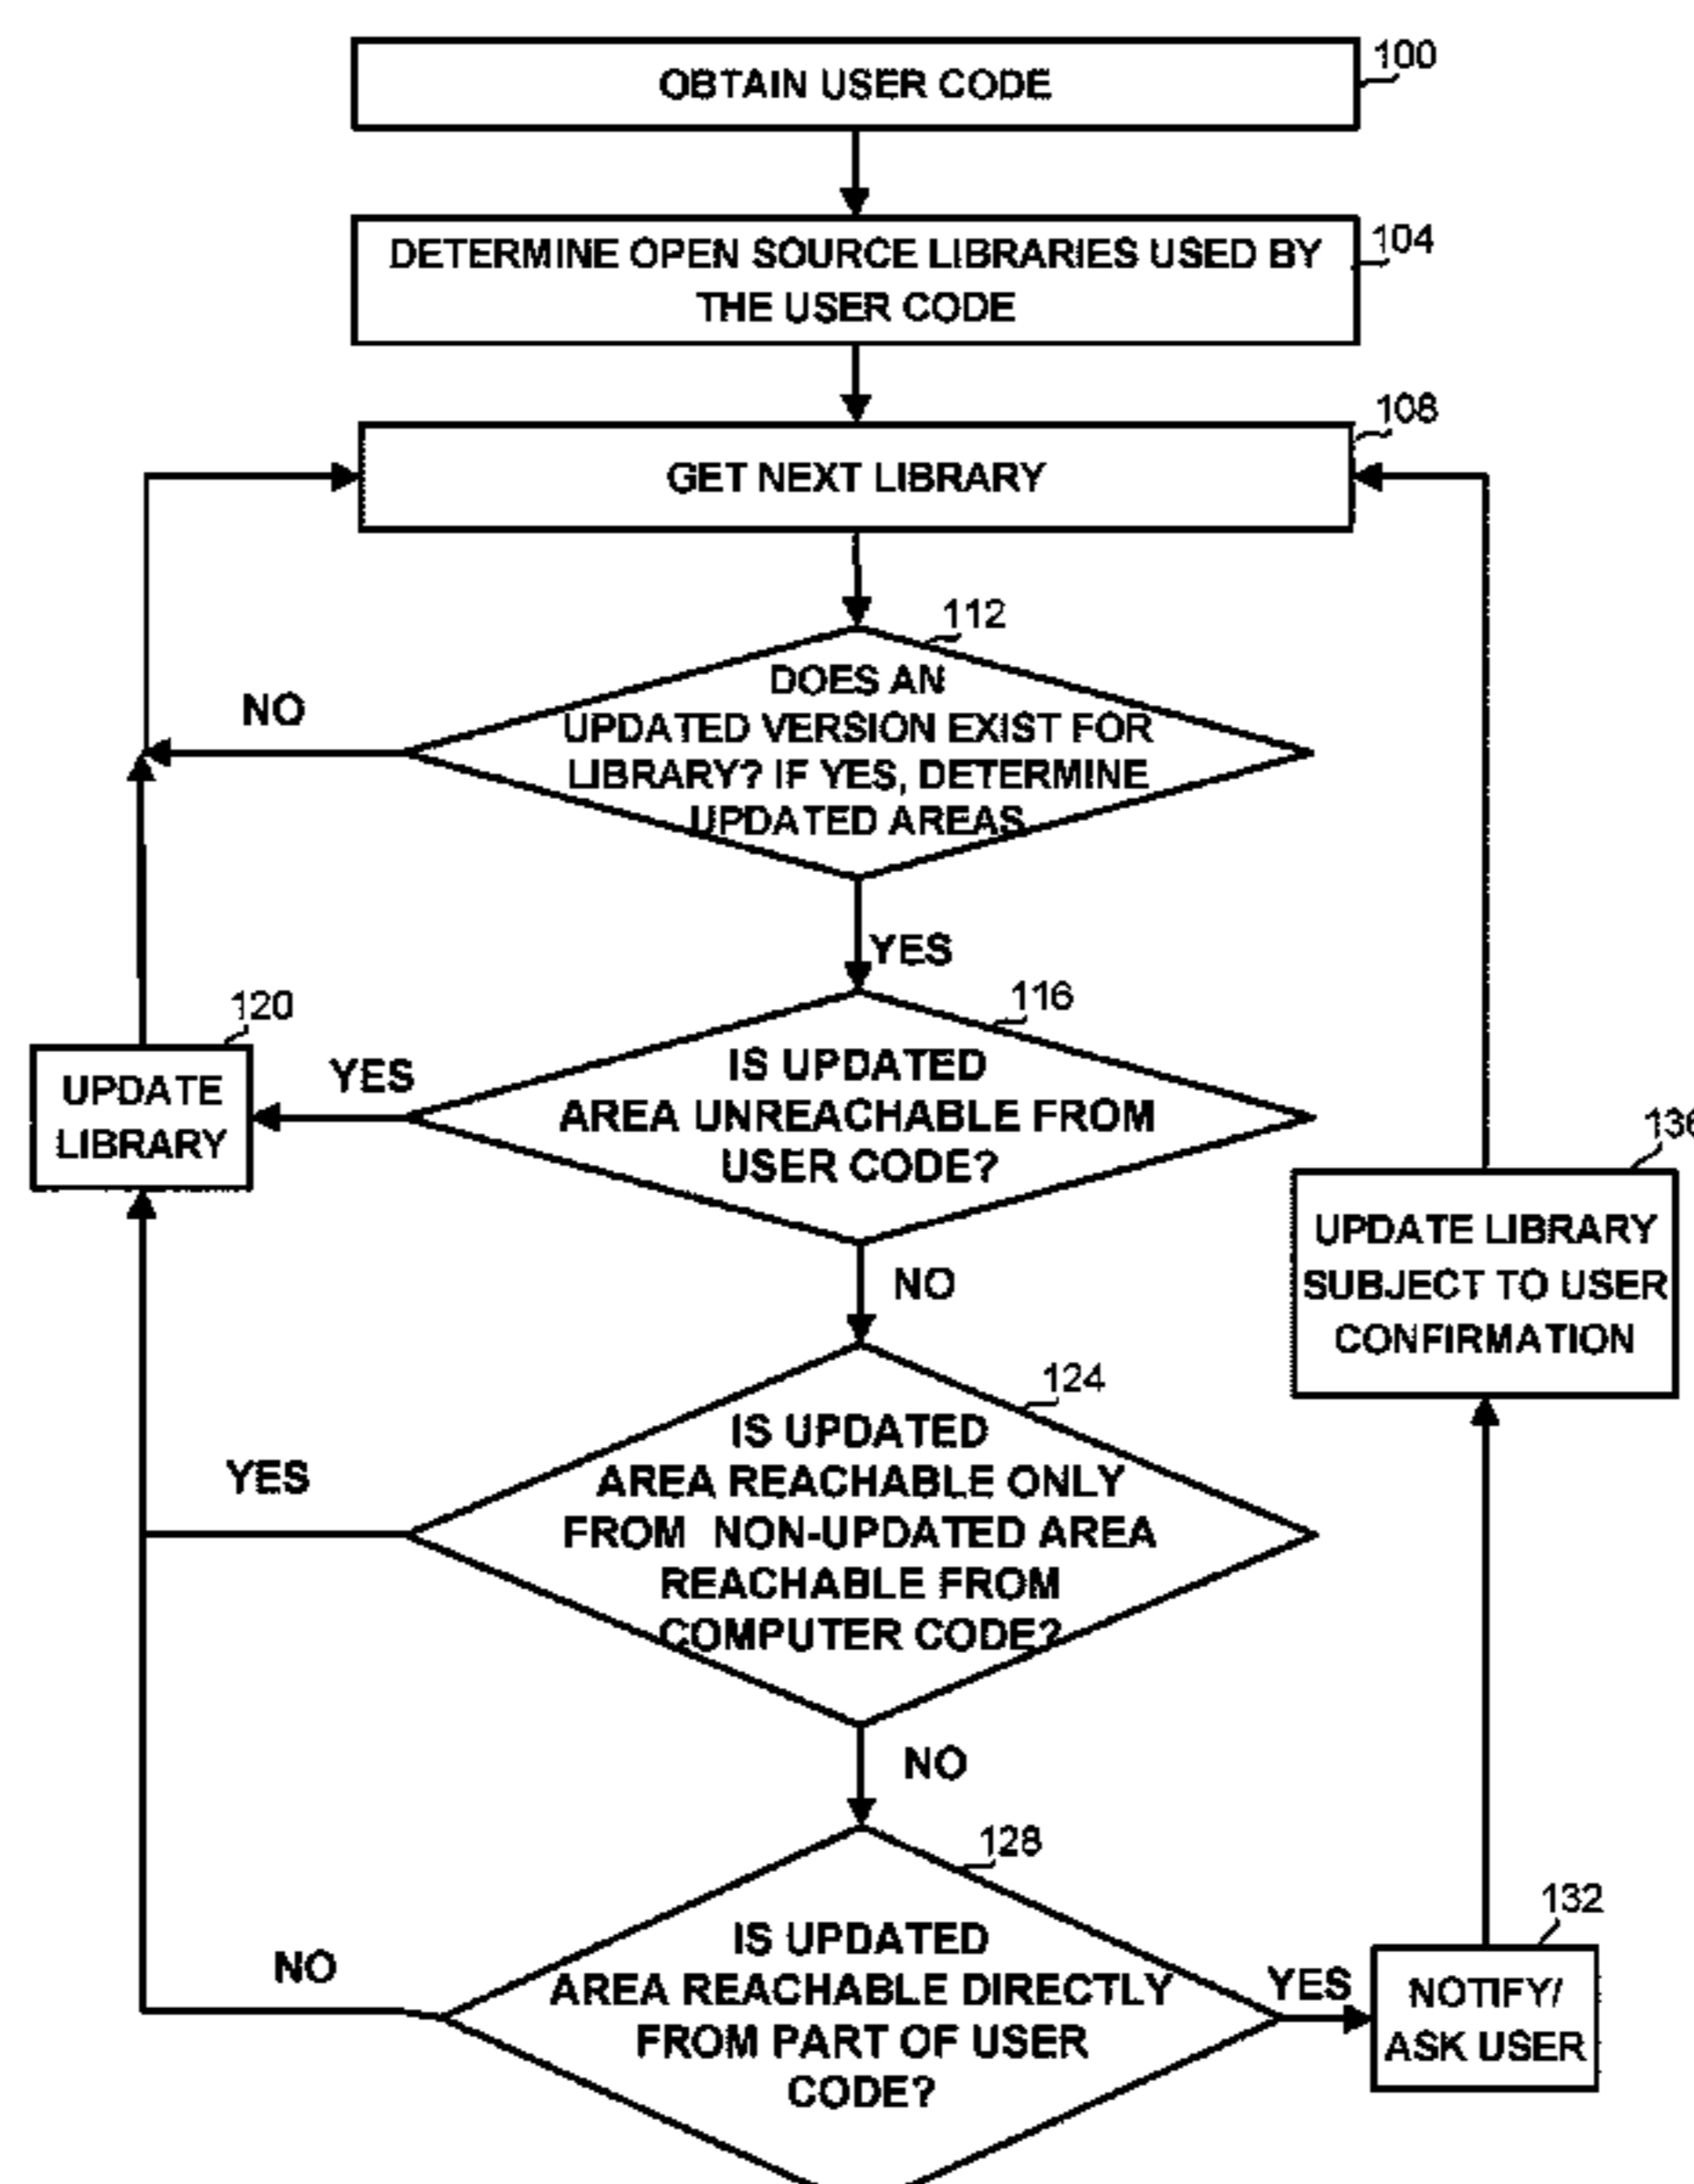 100
OBTAIN USER CODE
104
DETERMINE OPEN SOURCE LIBRARIES USED BY
THE USER CODE
108
GET NEXT LIBRARY
112
DOES AN
UPDATED VERSION EXIST FOR
LIBRARY? IF YES, DETERMINE
UPDATED AREAS
NO
YES
116
IS UPDATED
AREA UNREACHABLE FROM
USER CODE?
YES
120
UPDATE
LIBRARY
NO
136
UPDATE LIBRARY
SUBJECT TO USER
CONFIRMATION
124
IS UPDATED
AREA REACHABLE ONLY
FROM NON-UPDATED AREA
REACHABLE FROM
COMPUTER CODE?
YES
NO
128
IS UPDATED
AREA REACHABLE DIRECTLY
FROM PART OF USER
CODE?
NO
YES
132
NOTIFY/
ASK USER